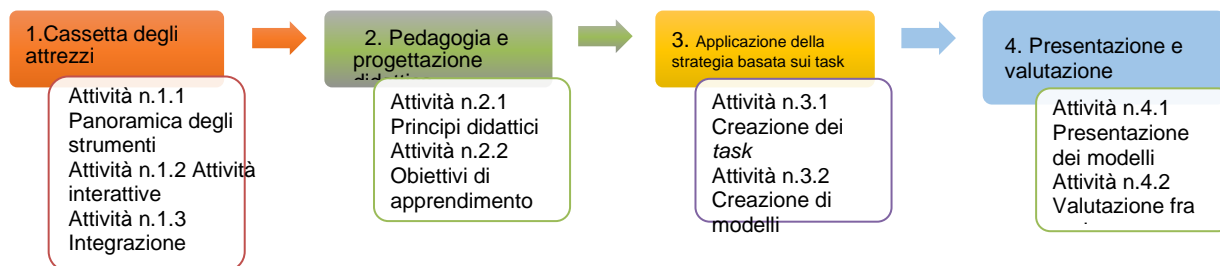 1.Cassetta degli
attrezzi
Attività n.1.1
Panoramica degli
strumenti
Attività n.1.2 Attività
interattive
Attività n.1.3
Integrazione
2. Pedagogia e
progettazione
Attività n.2.1
Principi didattici
Attività n.2.2
Obiettivi di
apprendimento
3. Applicazione della
strategia basata sui task
Attività n.3.1
Creazione dei
task
Attività n.3.2
Creazione di
modelli
4. Presentazione e
valutazione
Attività n.4.1
Presentazione
dei modelli
Attività n.4.2
Valutazione fra